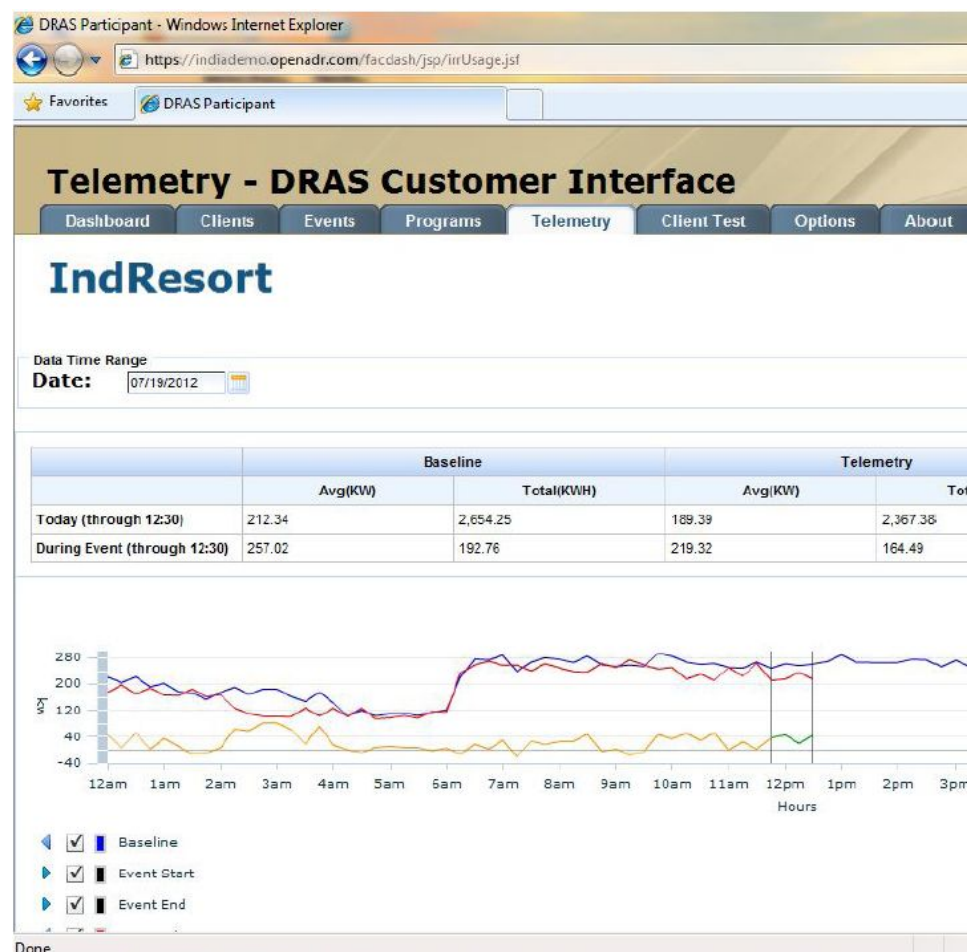 DRAS Participant - Windows Internet Explorer
https://indiademo.openadr.com/facdash/jsp/irrUsage.jsf
Favorites DRAS Participant
Telemetry - DRAS Customer Interface
Dashboard Clients Events Programs Telemetry Client Test Options About
IndResort
Data Time Range
Date: 07/19/2012
Baseline Telemetry
Avg(KW) Total(KWH) Avg(KW) Tot
Today (through 12:30) 212.34 2,654.25 189.39 2,367.38
During Event (through 12:30) 257.02 192.76 219.32 164.49
280
200
120
40
-40
12am 1am 2am 3am 4am 5am 6am 7am 8am 9am 10am 11am 12pm 1pm 2pm 3pm
Hours
Baseline
Event Start
Event End
Done